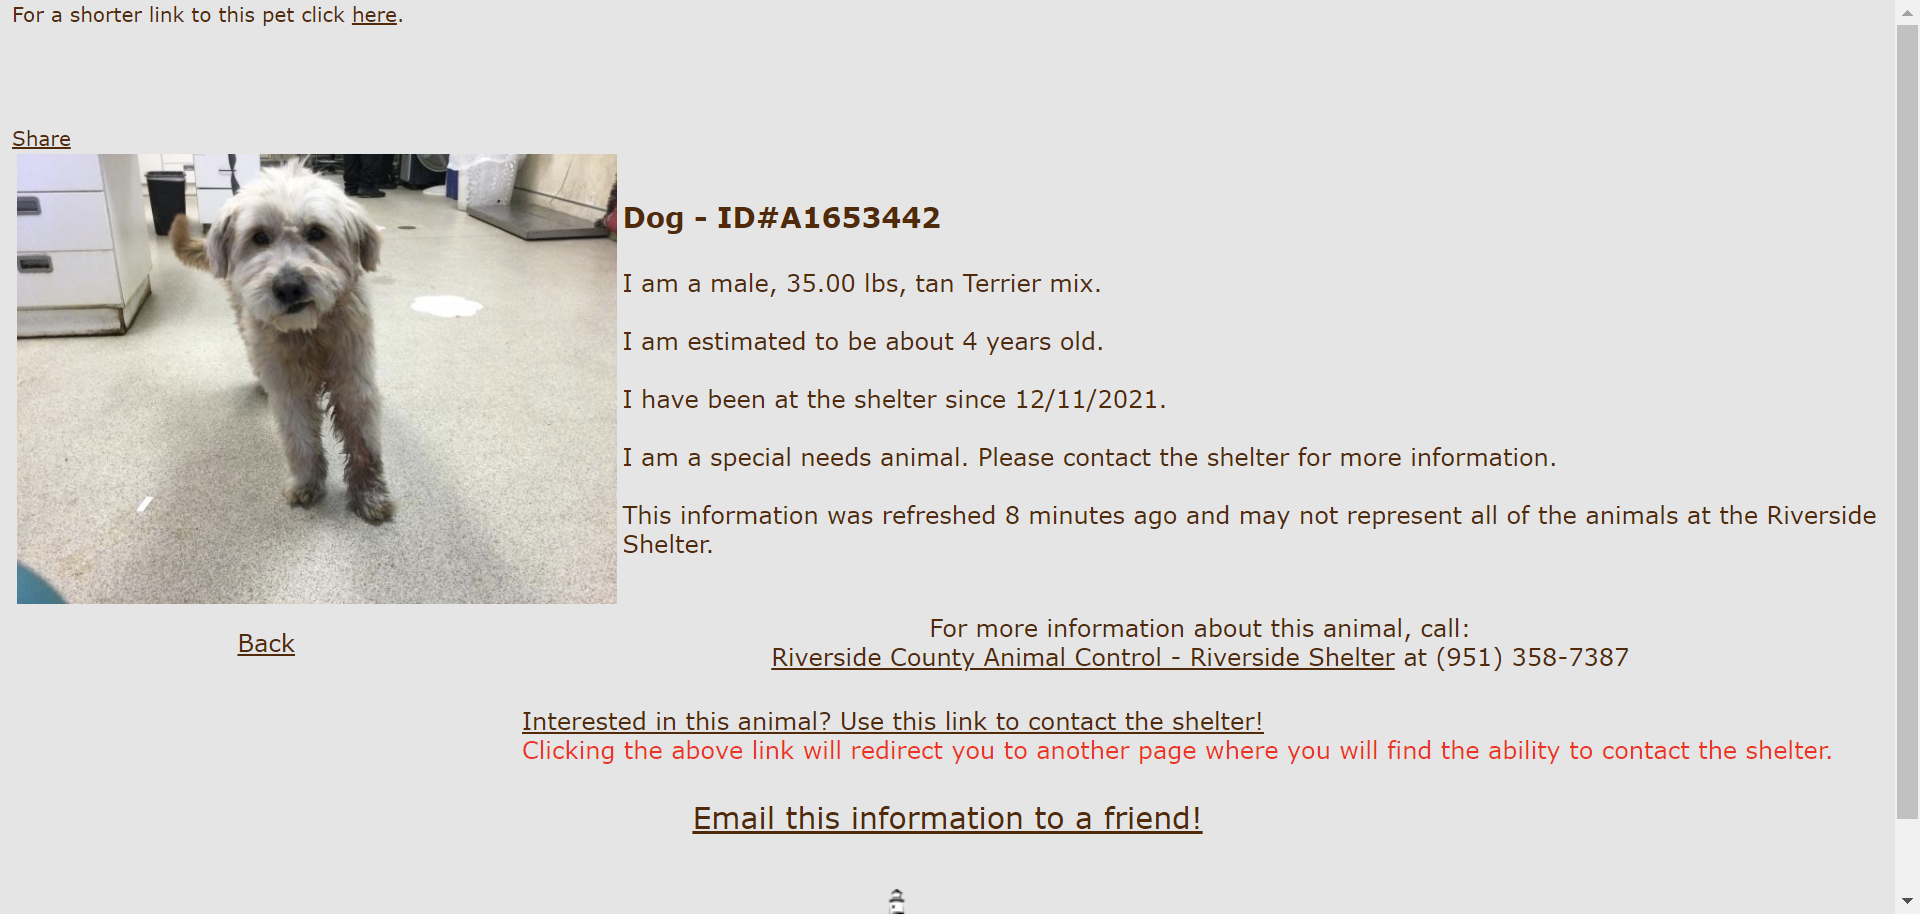 For a shorter link to this pet click here.
Share
Dog - ID#A1653442
I am a male, 35.00 lbs, tan Terrier mix.
I am estimated to be about 4 years old.
I have been at the shelter since 12/11/2021.
I am a special needs animal. Please contact the shelter for more information.
This information was refreshed 8 minutes ago and may not represent all of the animals at the Riverside
Shelter.
Back
For more information about this animal, call:
Riverside County Animal Control - Riverside Shelter at (951) 358-7387
Interested in this animal? Use this link to contact the shelter!
Clicking the above link will redirect you to another page where you will find the ability to contact the shelter.
Email this information to a friend!